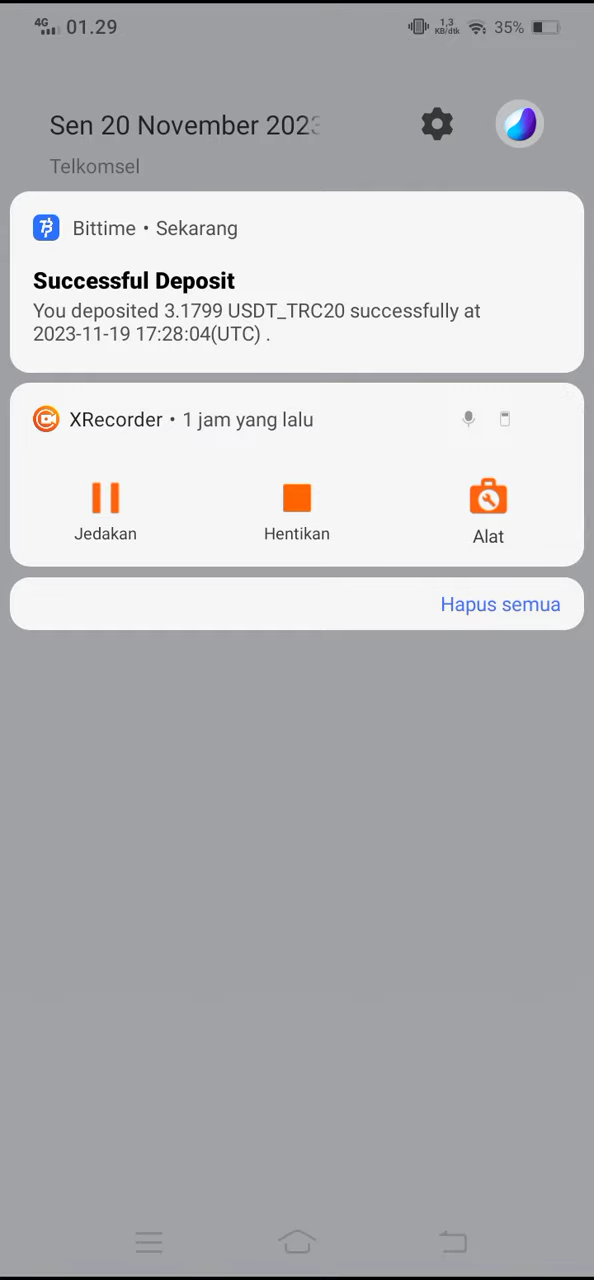 4G 01.29 1,3 KB/dtk 35%
Sen 20 November 2023
Telkomsel
Bittime • Sekarang
Successful Deposit
You deposited 3.1799 USDT_TRC20 successfully at
2023-11-19 17:28:04(UTC) .
XRecorder • 1 jam yang lalu
Jedakan Hentikan Alat
Hapus semua